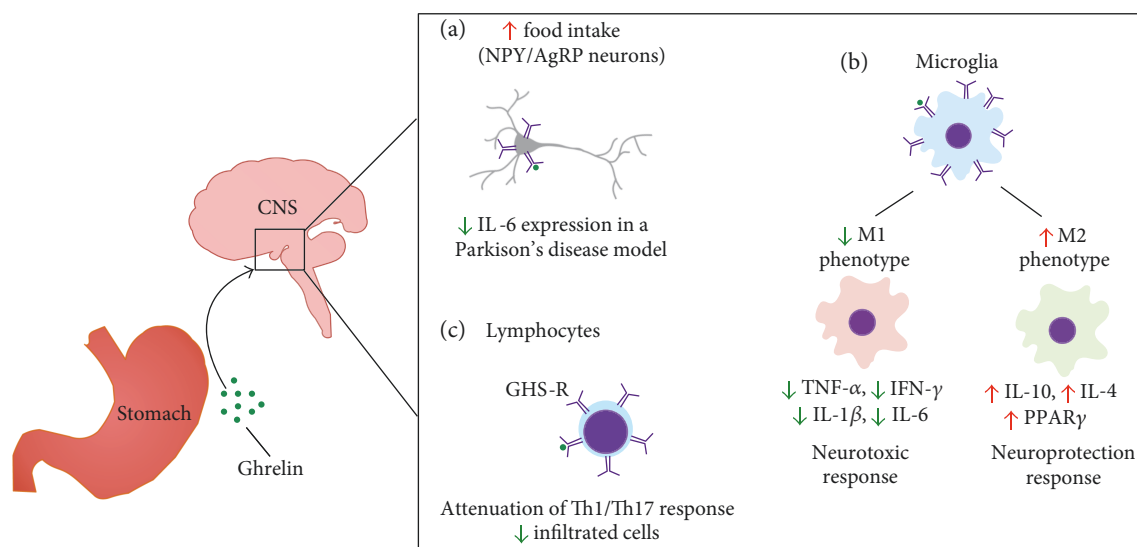 CNS
Stomach
Ghrelin
(a)
↑ food intake
(NPY/AgRP neurons)
↓ IL-6 expression in a
Parkison's disease model
(b)
Microglia
↓ M1
phenotype
↑ M2
phenotype
↓ TNF-α, ↓ IFN-γ
↓ IL-1β, ↓ IL-6
Neurotoxic
response
↑ IL-10, ↑ IL-4
↑ PPARγ
Neuroprotection
response
(c) Lymphocytes
GHS-R
Attenuation of Th1/Th17 response
↓ infiltrated cells